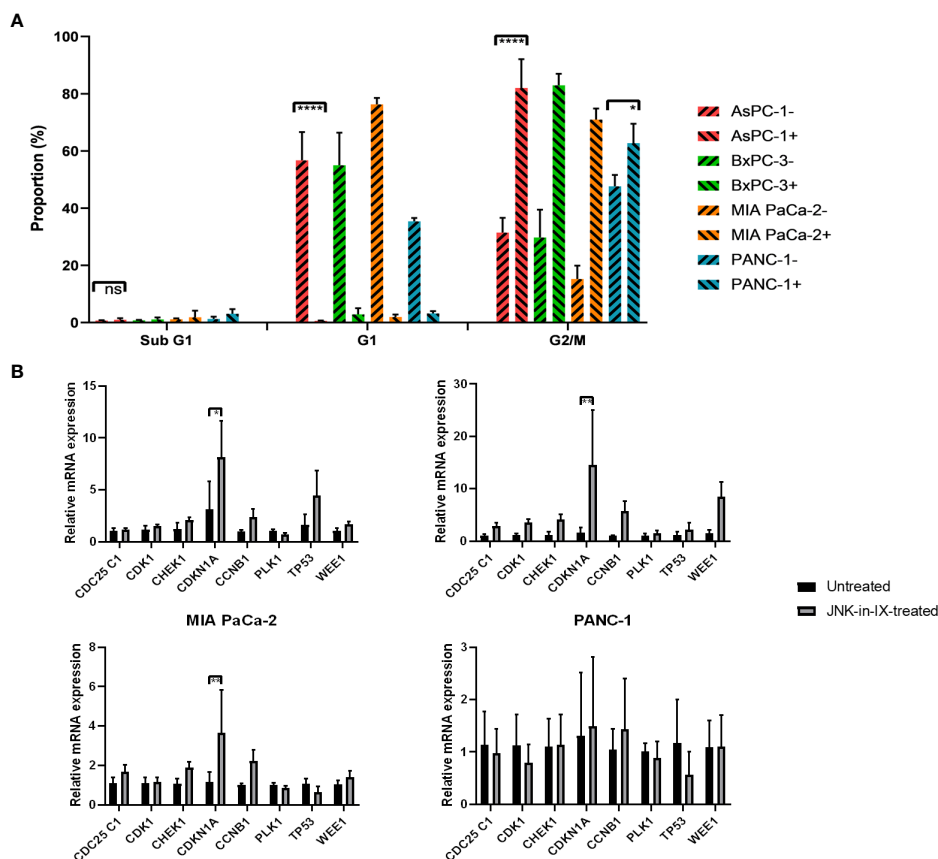 A
Proportion (%)
100
80
60
40
20
0
ns
****
****
*
Sub G1
G1
G2/M
AsPC-1-
AsPC-1+
BxPC-3-
BxPC-3+
MIA PaCa-2-
MIA PaCa-2+
PANC-1-
PANC-1+
B
Relative mRNA expression
15
10
5
0
*
CDC25 C1
CDK1
CHEK1
CDKN1A
CCNB1
PLK1
TP53
WEE1
Relative mRNA expression
30
20
10
0
**
CDC25 C1
CDK1
CHEK1
CDKN1A
CCNB1
PLK1
TP53
WEE1
Untreated
JNK-in-IX-treated
MIA PaCa-2
Relative mRNA expression
8
6
4
2
0
**
CDC25 C1
CDK1
CHEK1
CDKN1A
CCNB1
PLK1
TP53
WEE1
PANC-1
Relative mRNA expression
3
2
1
0
CDC25 C1
CDK1
CHEK1
CDKN1A
CCNB1
PLK1
TP53
WEE1